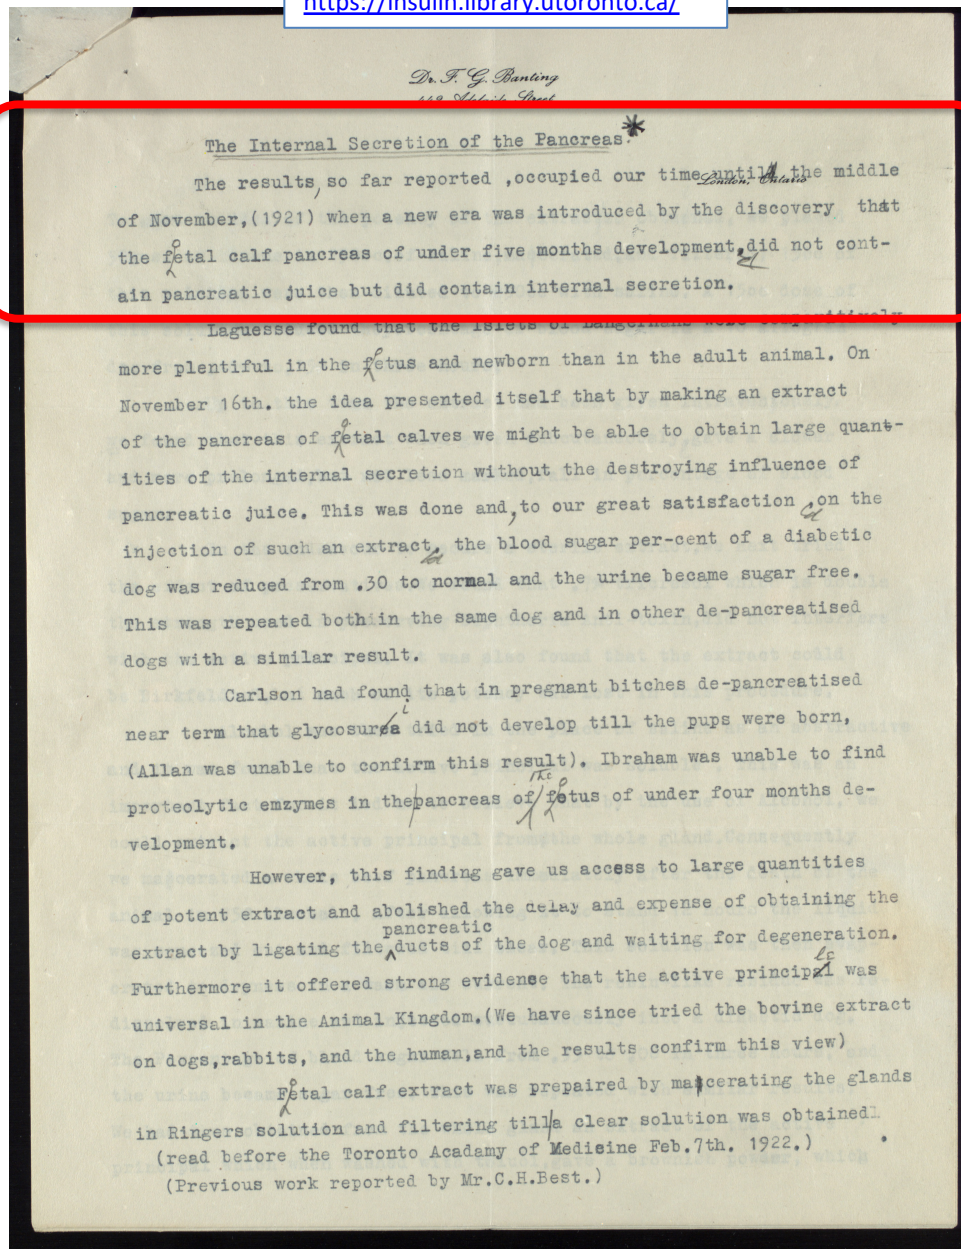 https://insulin.library.utoronto.ca/
Dr. F. G. Banting
442 Adelaide Street
London, Ontario
The Internal Secretion of the Pancreas.*
The results, so far reported ,occupied our time until the middle
of November,(1921) when a new era was introduced by the discovery that
the foetal calf pancreas of under five months development, did not cont-
ain pancreatic juice but did contain internal secretion.
Laguesse found that the Islets of Langerhans were comparitively
more plentiful in the foetus and newborn than in the adult animal. On
November 16th. the idea presented itself that by making an extract
of the pancreas of foetal calves we might be able to obtain large quant-
ities of the internal secretion without the destroying influence of
pancreatic juice. This was done and, to our great satisfaction , on the
injection of such an extract, the blood sugar per-cent of a diabetic
dog was reduced from .30 to normal and the urine became sugar free.
This was repeated both in the same dog and in other de-pancreatised
dogs with a similar result.
Carlson had found that in pregnant bitches de-pancreatised
near term that glycosuria did not develop till the pups were born,
(Allan was unable to confirm this result). Ibraham was unable to find
proteolytic emzymes in the pancreas of the foetus of under four months de-
velopment.
However, this finding gave us access to large quantities
of potent extract and abolished the delay and expense of obtaining the
extract by ligating the pancreatic ducts of the dog and waiting for degeneration.
Furthermore it offered strong evidence that the active principle was
universal in the Animal Kingdom.(We have since tried the bovine extract
on dogs,rabbits, and the human,and the results confirm this view)
Foetal calf extract was prepaired by macerating the glands
in Ringers solution and filtering till a clear solution was obtained
(read before the Toronto Acadamy of Medicine Feb.7th. 1922.)
(Previous work reported by Mr.C.H.Best.)